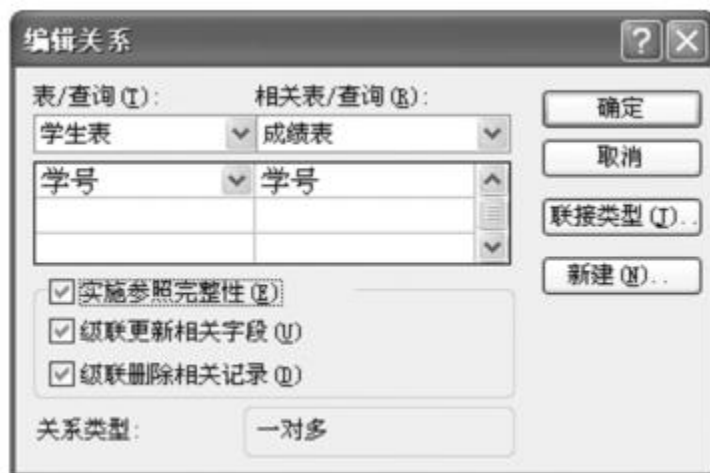 编辑关系
表/查询(T): 相关表/查询(R):
学生表 成绩表
学号 学号
确定
取消
联接类型(J)..
新建(N)..
实施参照完整性(E)
级联更新相关字段(U)
级联删除相关记录(D)
关系类型: 一对多